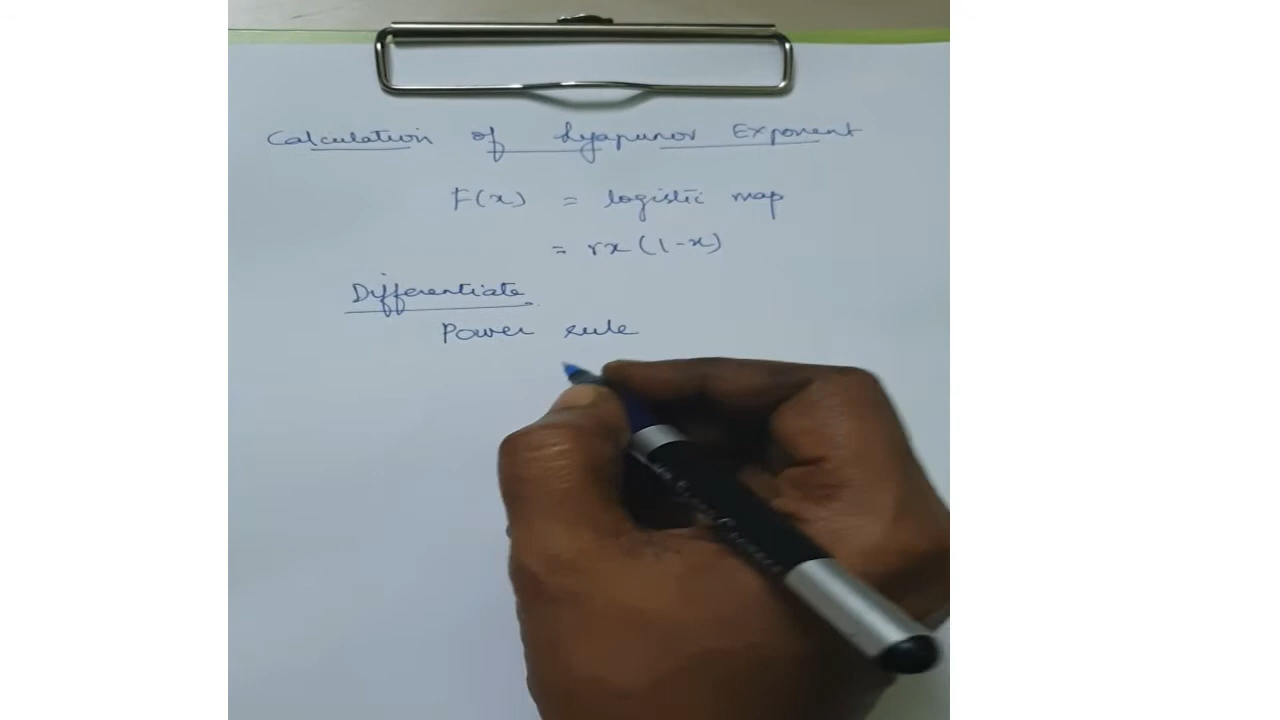 Calculation of Lyapunov Exponent
F(x) = logistic map
= rx(1-x)
Differentiate
Power rule